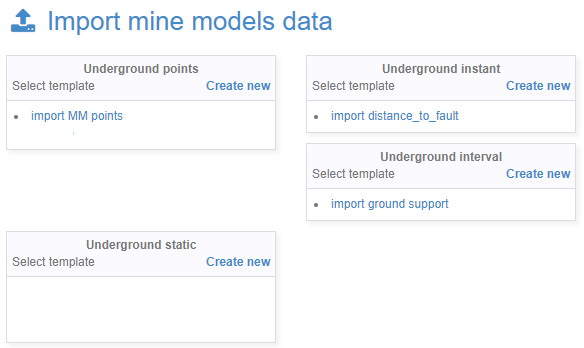 Import mine models data
Underground points
Select template Create new
import MM points
Underground instant
Select template Create new
import distance_to_fault
Underground interval
Select template Create new
import ground support
Underground static
Select template Create new